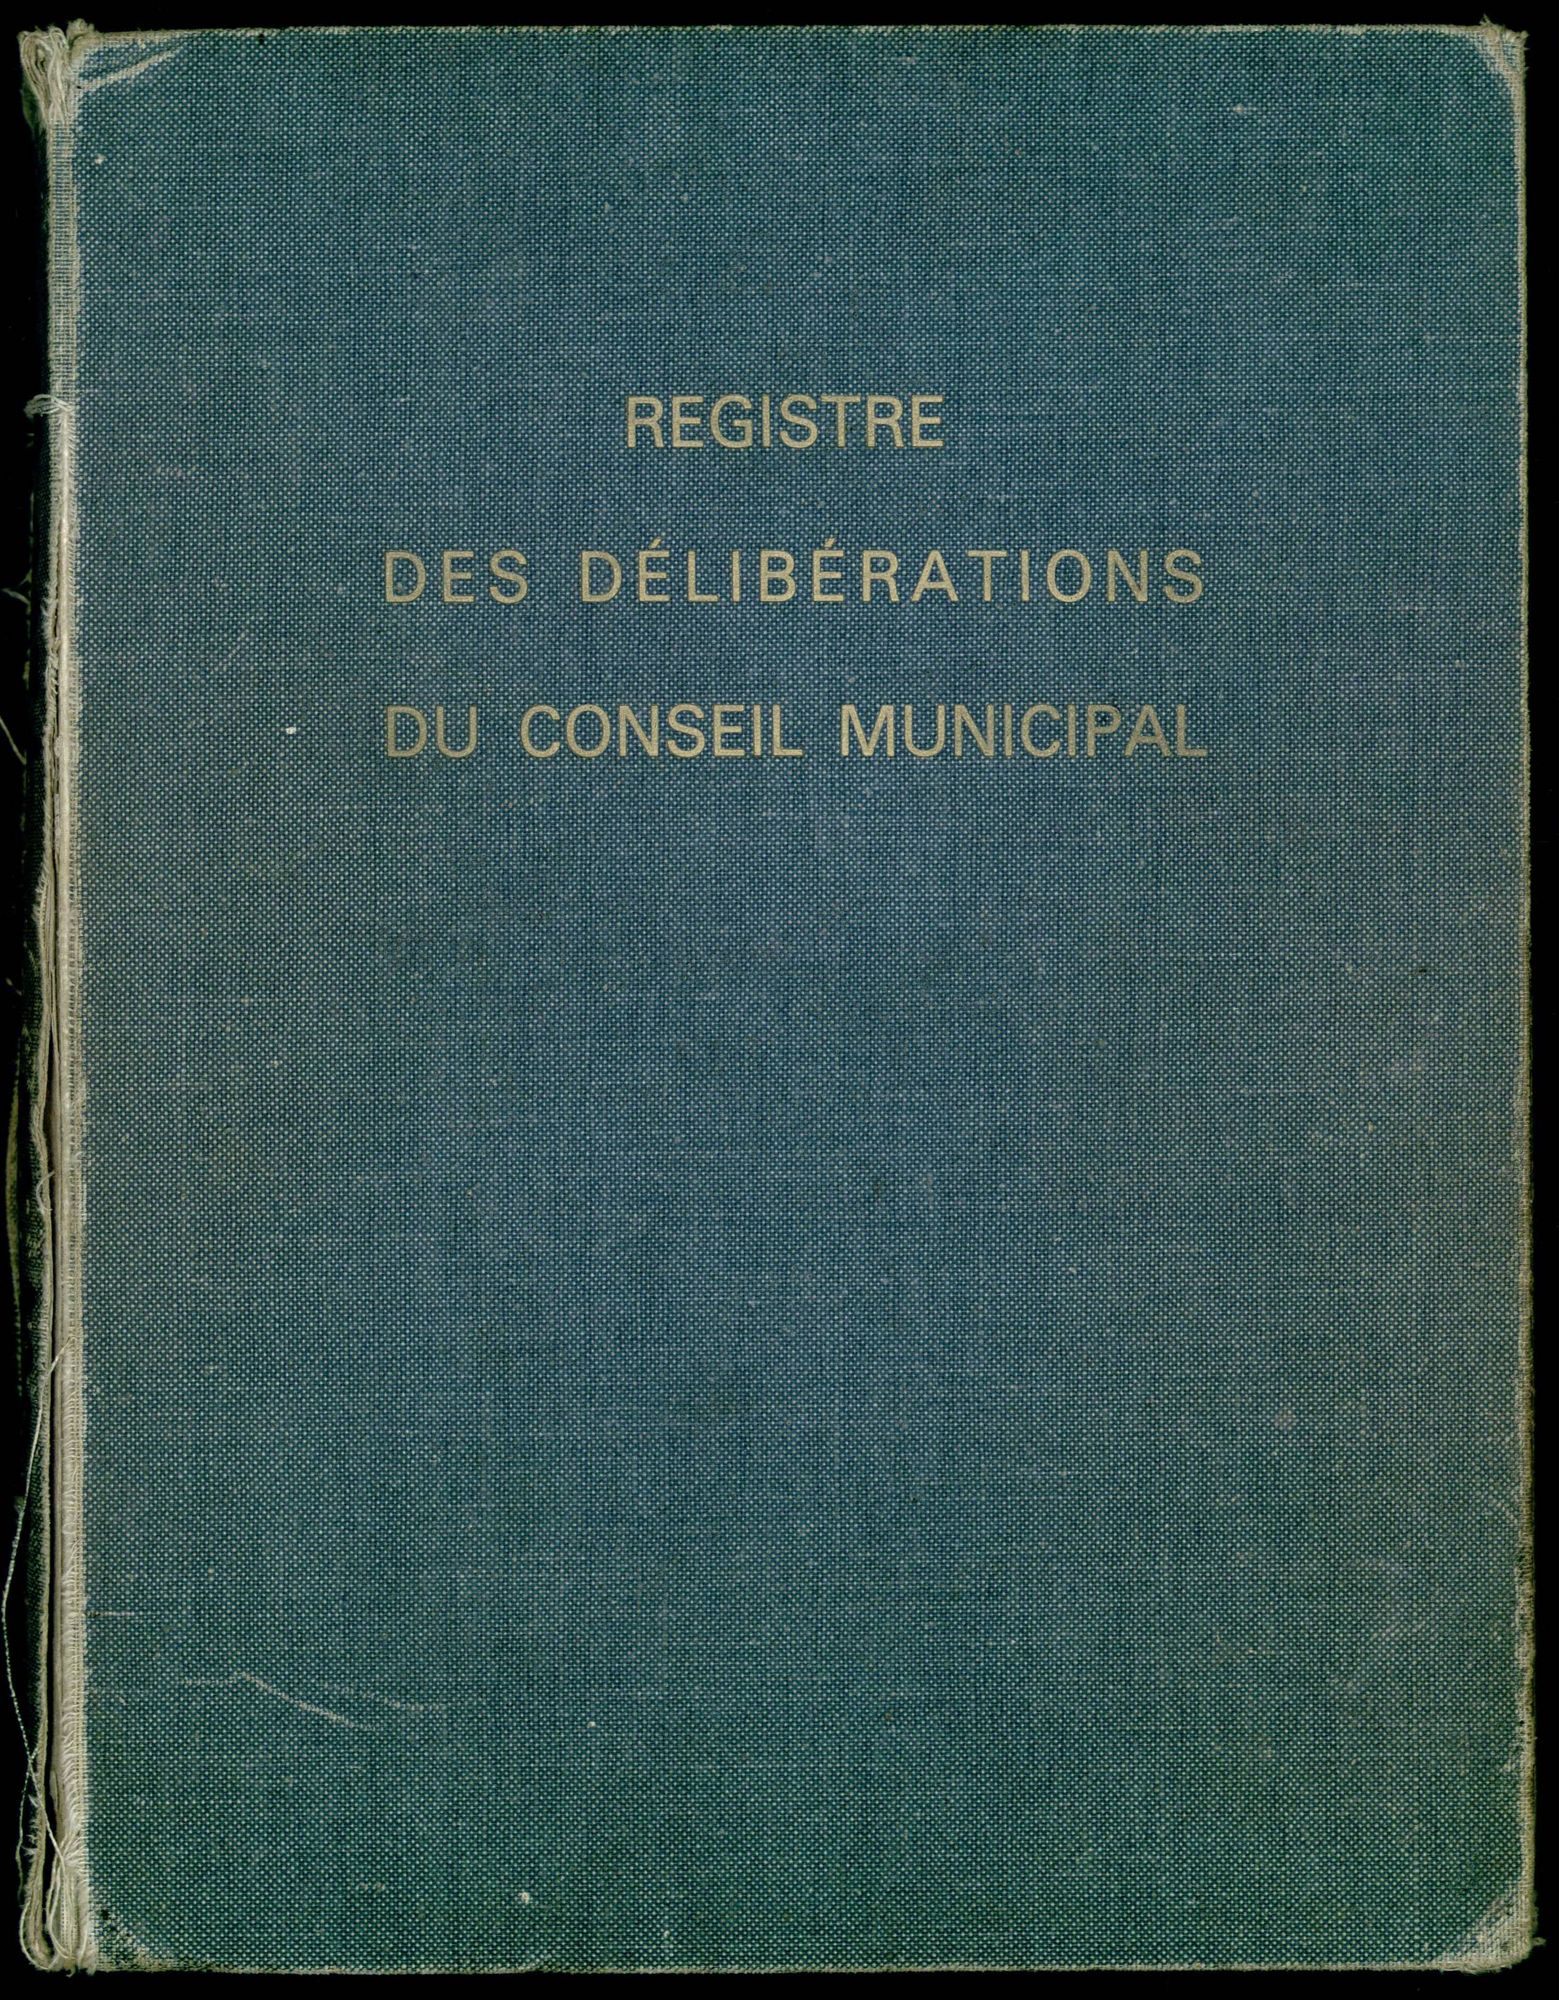 REGISTRE
DES DÉLIBÉRATIONS
DU CONSEIL MUNICIPAL